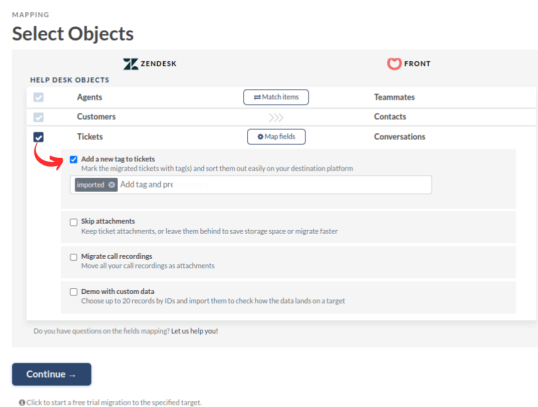 MAPPING
Select Objects
ZENDESK FRONT
HELP DESK OBJECTS
Agents Match items Teammates
Customers Contacts
Tickets Map fields Conversations
Add a new tag to tickets
Mark the migrated tickets with tag(s) and sort them out easily on your destination platform
imported Add tag and pre
Skip attachments
Keep ticket attachments, or leave them behind to save storage space or migrate faster
Migrate call recordings
Move all your call recordings as attachments
Demo with custom data
Choose up to 20 records by IDs and import them to check how the data lands on a target
Do you have questions on the fields mapping? Let us help you!
Continue →
Click to start a free trial migration to the specified target.